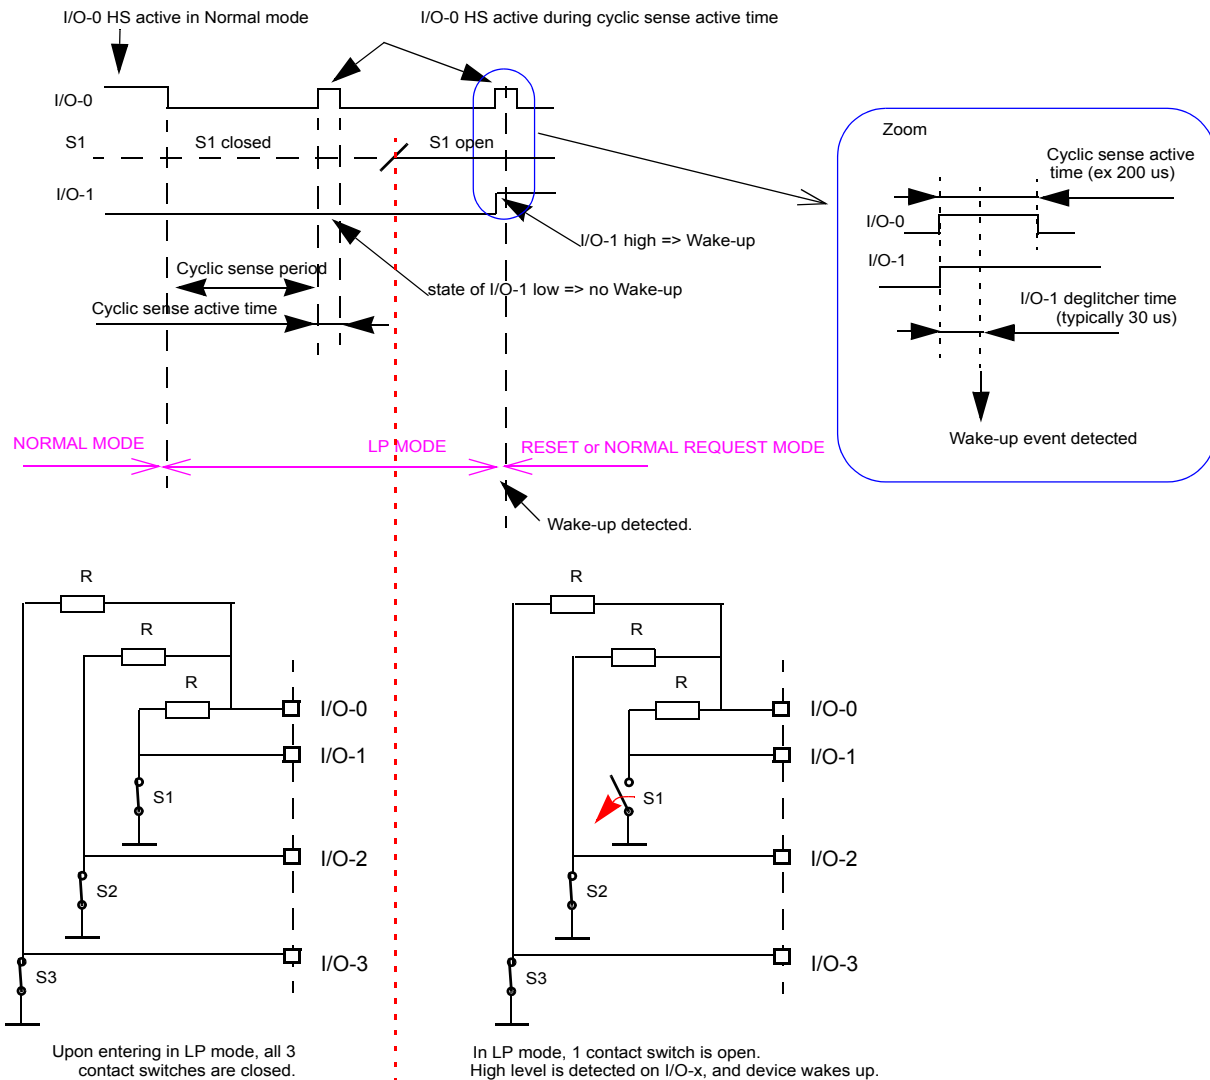 I/O-0 HS active in Normal mode
I/O-0 HS active during cyclic sense active time
I/O-0
S1
S1 closed
S1 open
I/O-1
I/O-1 high => Wake-up
Cyclic sense period
state of I/O-1 low => no Wake-up
Cyclic sense active time
Zoom
Cyclic sense active
time (ex 200 us)
I/O-0
I/O-1
I/O-1 deglitcher time
(typically 30 us)
Wake-up event detected
NORMAL MODE
LP MODE
RESET or NORMAL REQUEST MODE
Wake-up detected.
R
R
R
I/O-0
I/O-1
S1
I/O-2
S2
I/O-3
S3
Upon entering in LP mode, all 3
contact switches are closed.
R
R
R
I/O-0
I/O-1
S1
I/O-2
S2
I/O-3
S3
In LP mode, 1 contact switch is open.
High level is detected on I/O-x, and device wakes up.